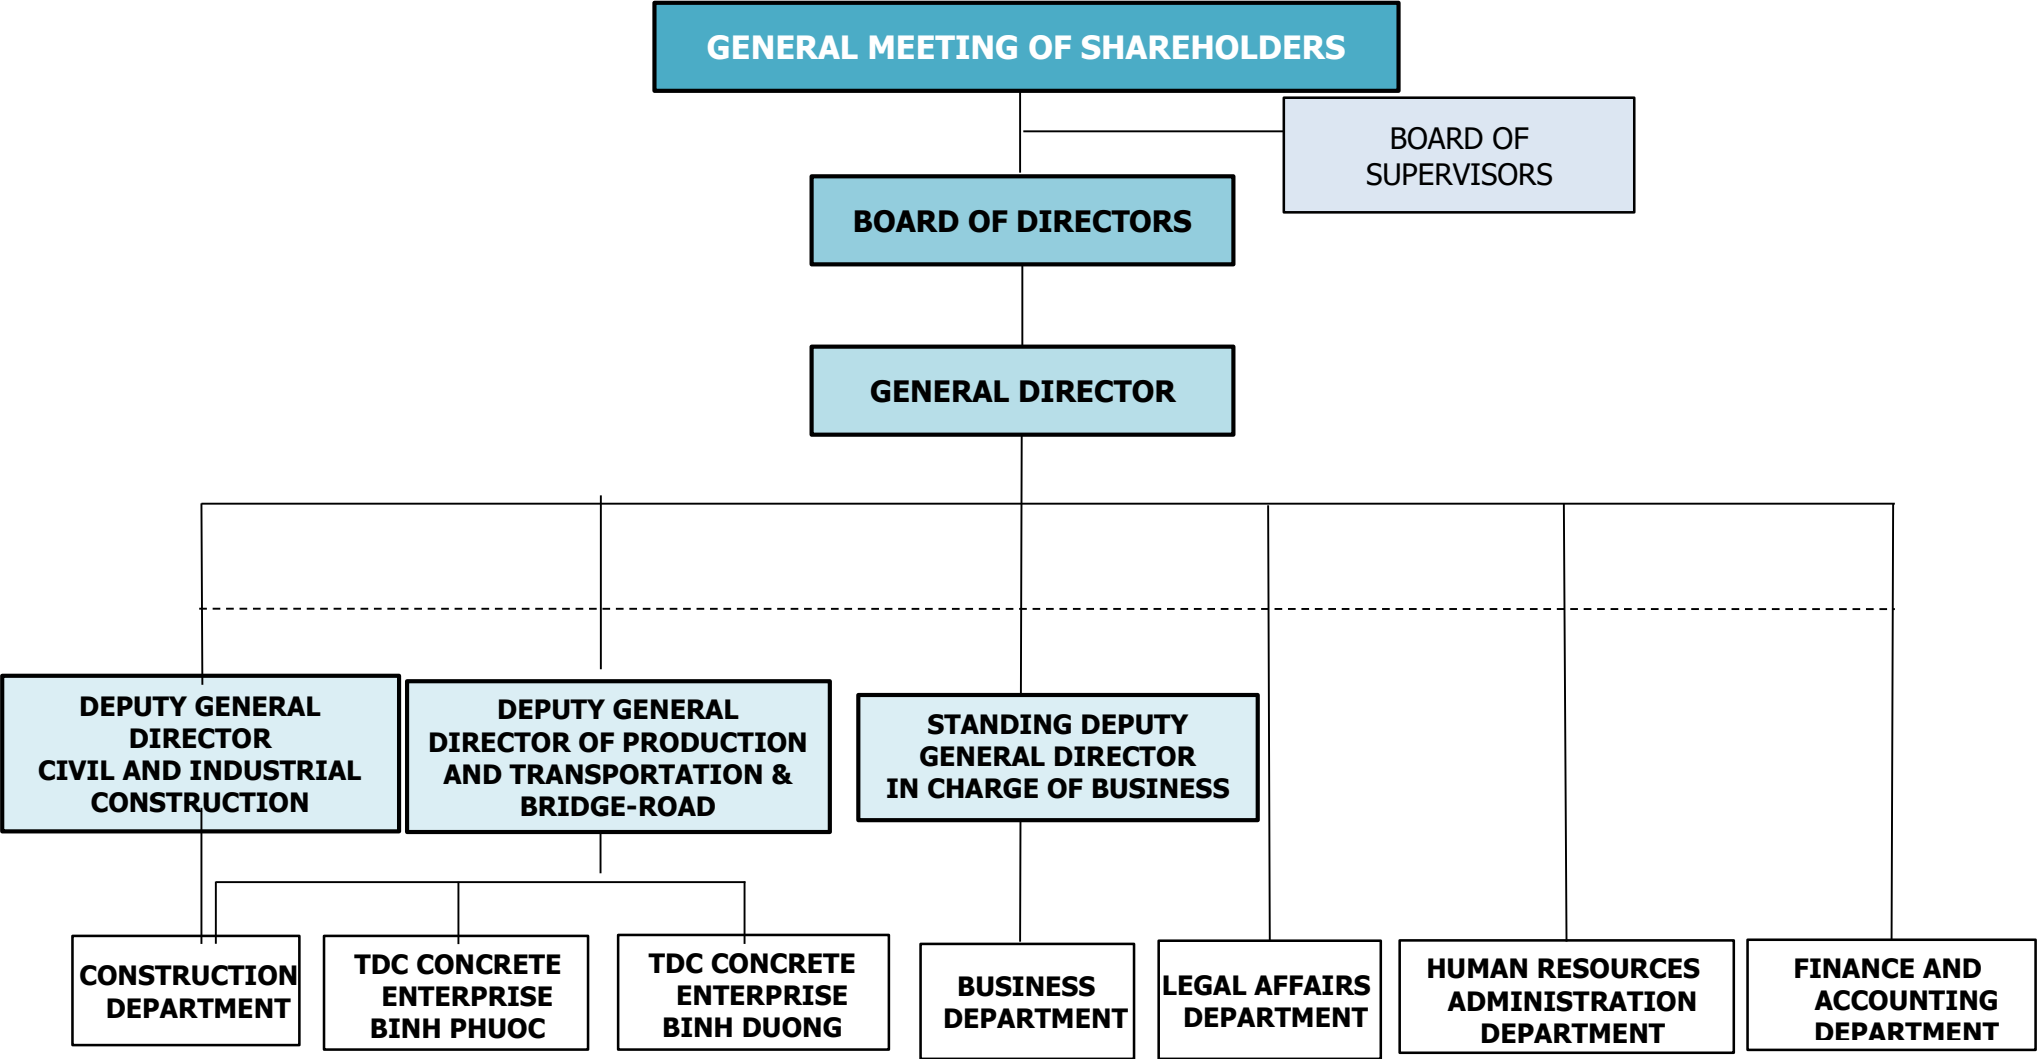 GENERAL MEETING OF SHAREHOLDERS
BOARD OF
SUPERVISORS
BOARD OF DIRECTORS
GENERAL DIRECTOR
DEPUTY GENERAL
DIRECTOR
CIVIL AND INDUSTRIAL
CONSTRUCTION
DEPUTY GENERAL
DIRECTOR OF PRODUCTION
AND TRANSPORTATION &
BRIDGE-ROAD
STANDING DEPUTY
GENERAL DIRECTOR
IN CHARGE OF BUSINESS
CONSTRUCTION
DEPARTMENT
TDC CONCRETE
ENTERPRISE
BINH PHUOC
TDC CONCRETE
ENTERPRISE
BINH DUONG
BUSINESS
DEPARTMENT
LEGAL AFFAIRS
DEPARTMENT
HUMAN RESOURCES
ADMINISTRATION
DEPARTMENT
FINANCE AND
ACCOUNTING
DEPARTMENT